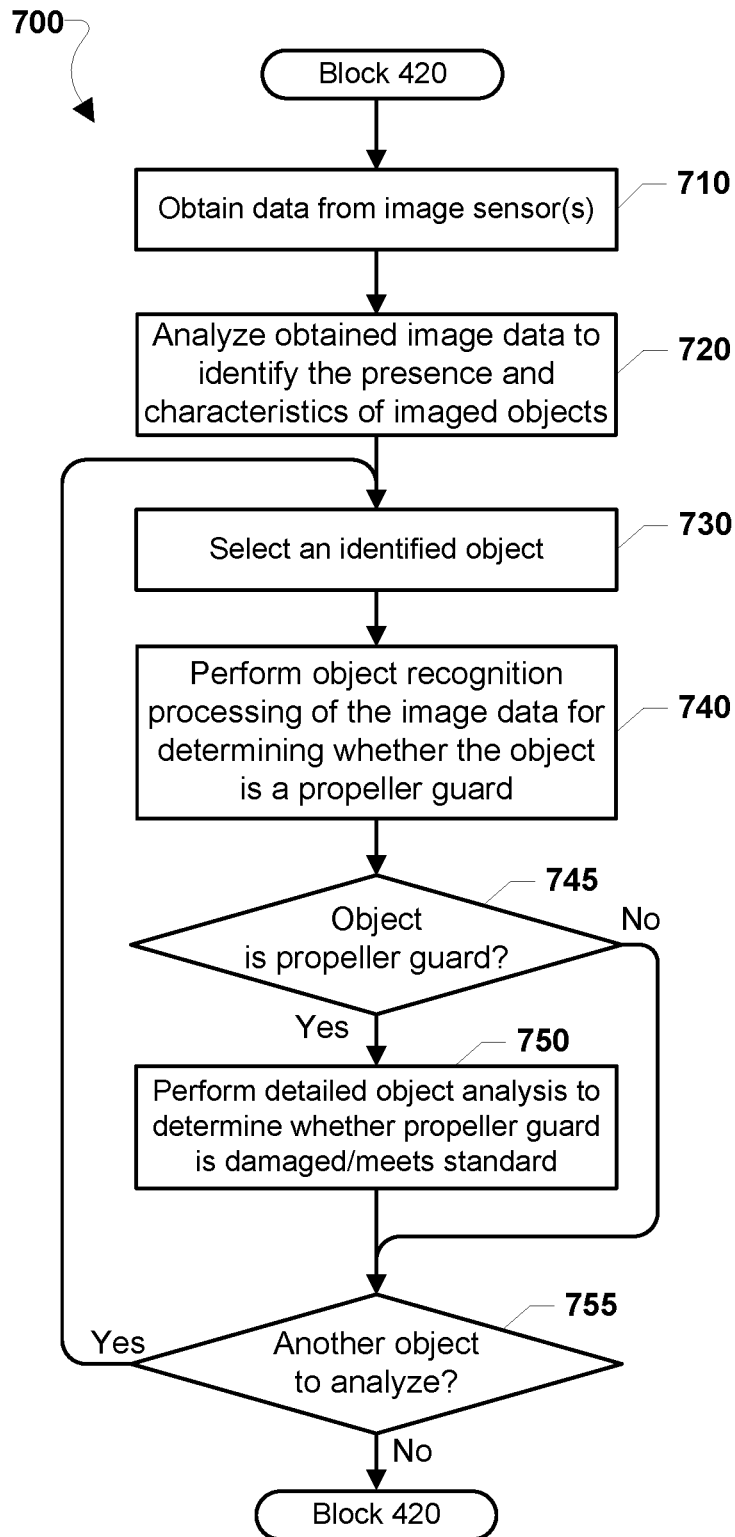 700
Block 420
710
Obtain data from image sensor(s)
Analyze obtained image data to
identify the presence and
characteristics of imaged objects
720
730
Select an identified object
Perform object recognition
processing of the image data for
determining whether the object
is a propeller guard
740
745
Object
is propeller guard?
No
Yes
750
Perform detailed object analysis to
determine whether propeller guard
is damaged/meets standard
755
Yes
Another object
to analyze?
No
Block 420